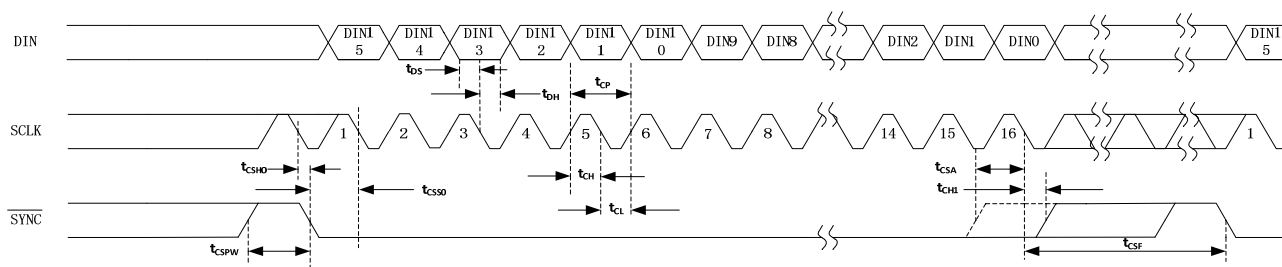 DIN
DIN1
5
DIN1
4
DIN1
3
DIN1
2
DIN1
1
DIN1
0
DIN9
DIN8
DIN2
DIN1
DIN0
DIN1
5
tDS
tDH
tCP
SCLK
1
2
3
4
5
6
7
8
14
15
16
1
tCSH0
tCSS0
tCH
tCL
tCSA
tCH1
SYNC
tCSPW
tCSF